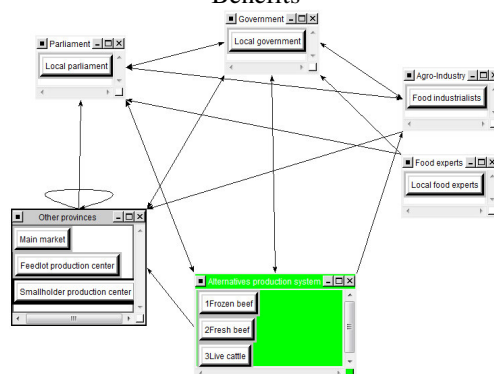 Benefits
Government
Local government
Parliament
Local parliament
Agro-Industry
Food industrialists
Food experts
Local food experts
Other provinces
Main market
Feedlot production center
Smallholder production center
Alternatives production system
1Frozen beef
2Fresh beef
3Live cattle